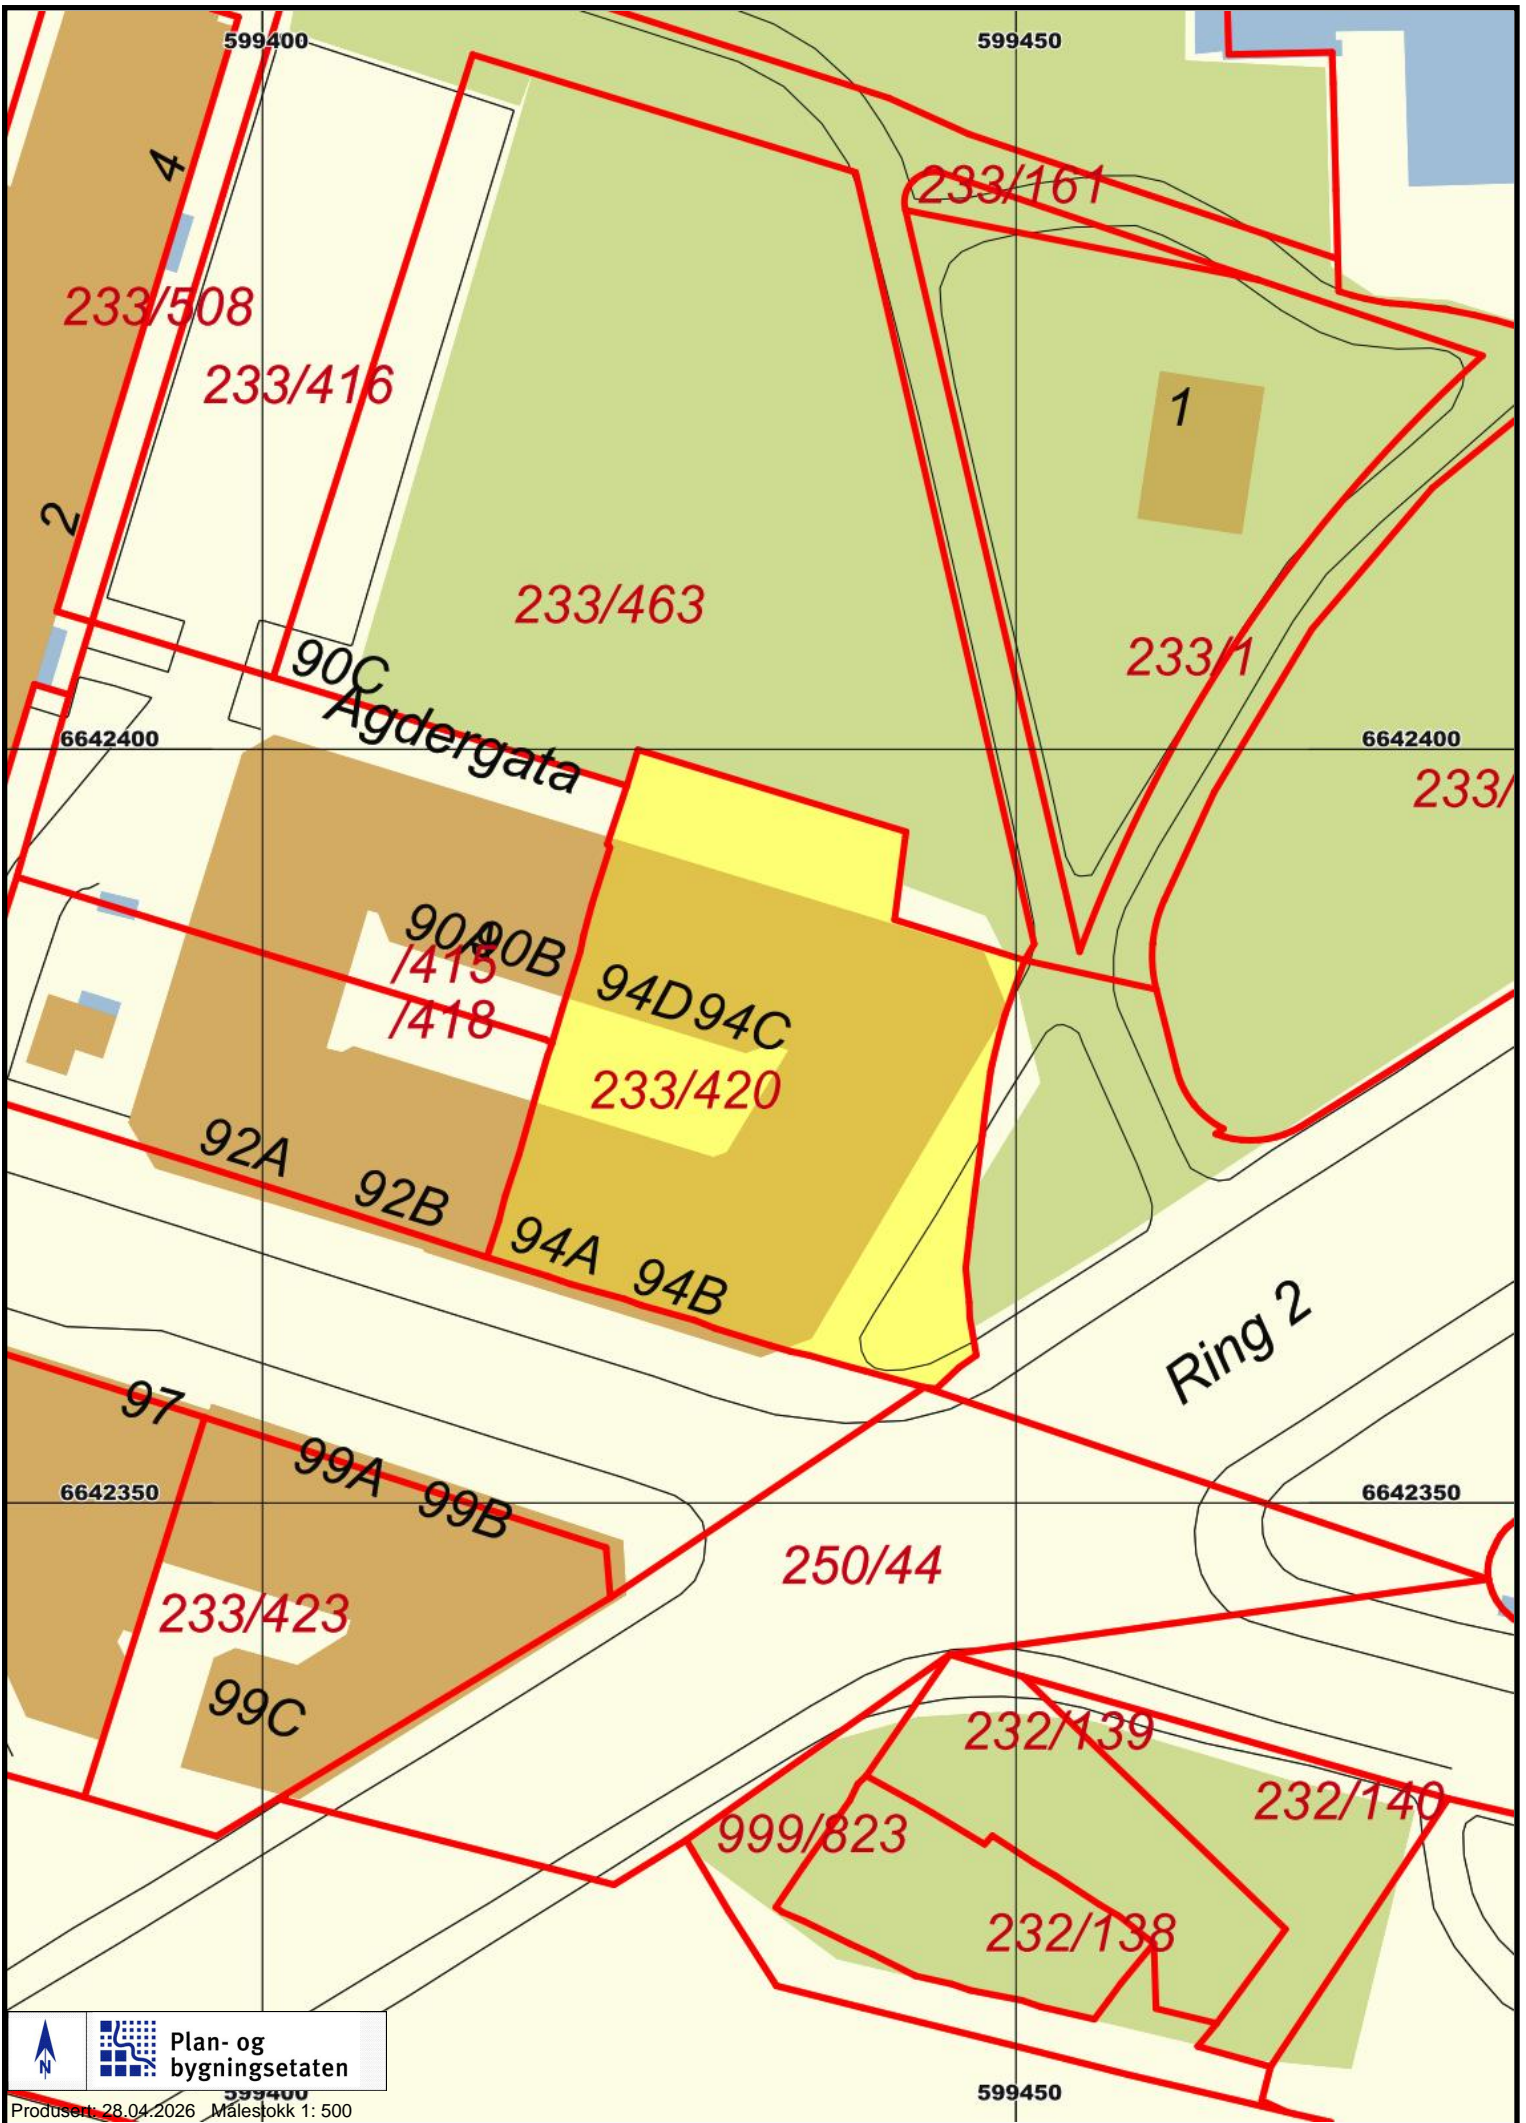 599400
599450
4
233/161
233/508
233/416
1
2
233/463
233/1
90C
Agdergata
6642400
6642400
233/
90A
90B
/415
94D
94C
/418
233/420
92A
92B
94A
94B
Ring 2
97
99A
99B
6642350
6642350
250/44
233/423
99C
232/139
232/140
999/823
232/138
N
Plan- og
bygningsetaten
599400
599450
Produsert: 28.04.2026 Målestokk 1: 500